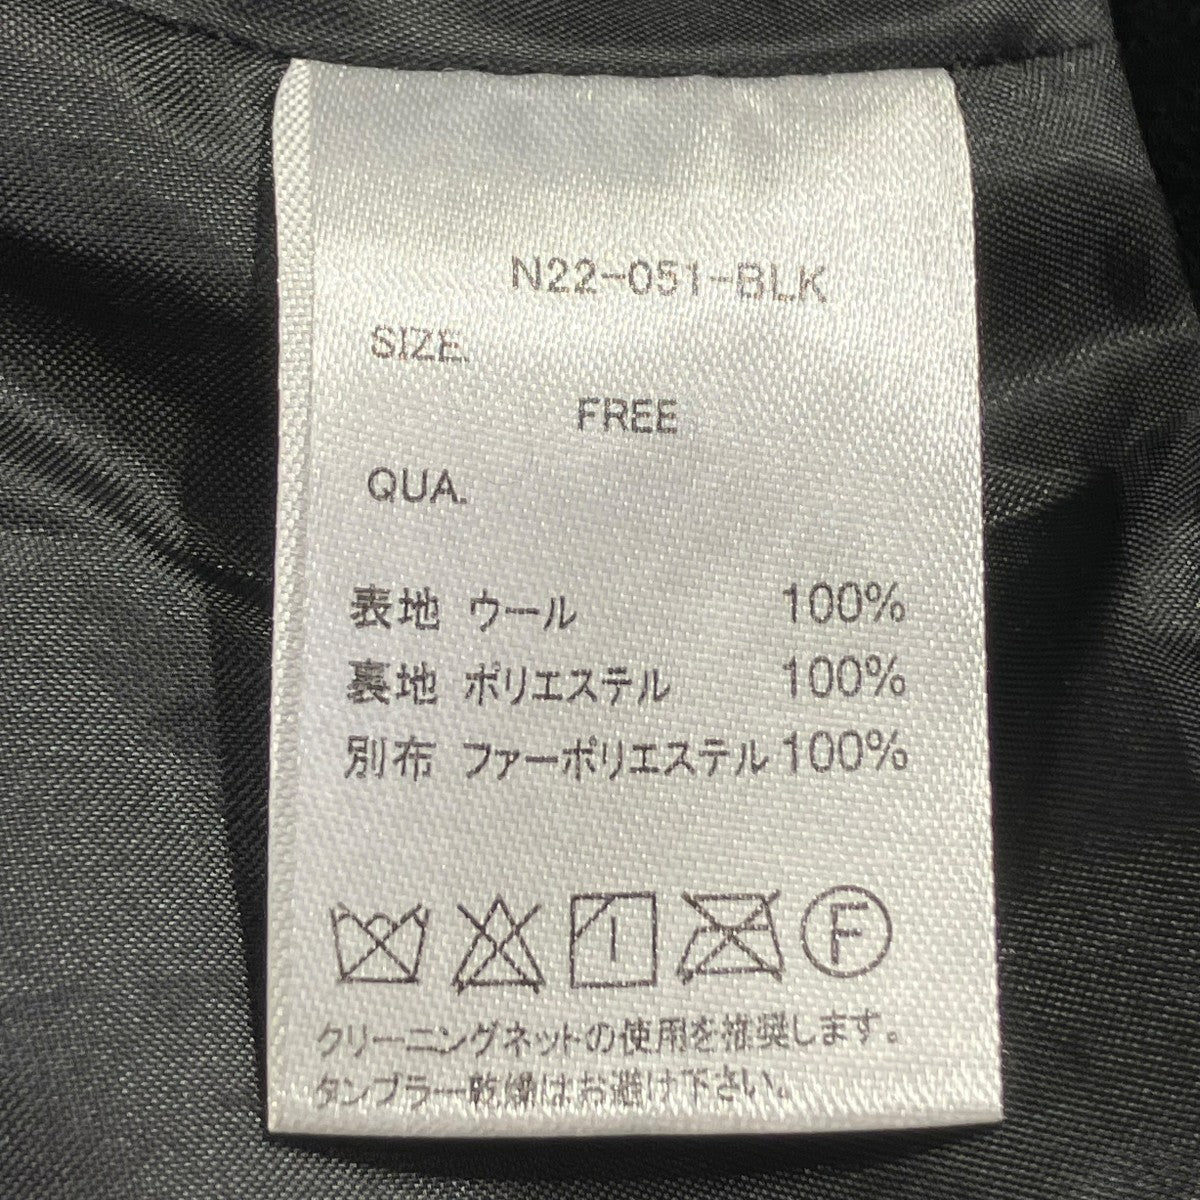 N22-051-BLK
SIZE.
FREE
QUA.
表地 ウール 100%
裏地 ポリエステル 100%
別布 ファーポリエステル 100%
F
クリーニングネットの使用を推奨します。
タンブラー乾燥はお避け下さい。